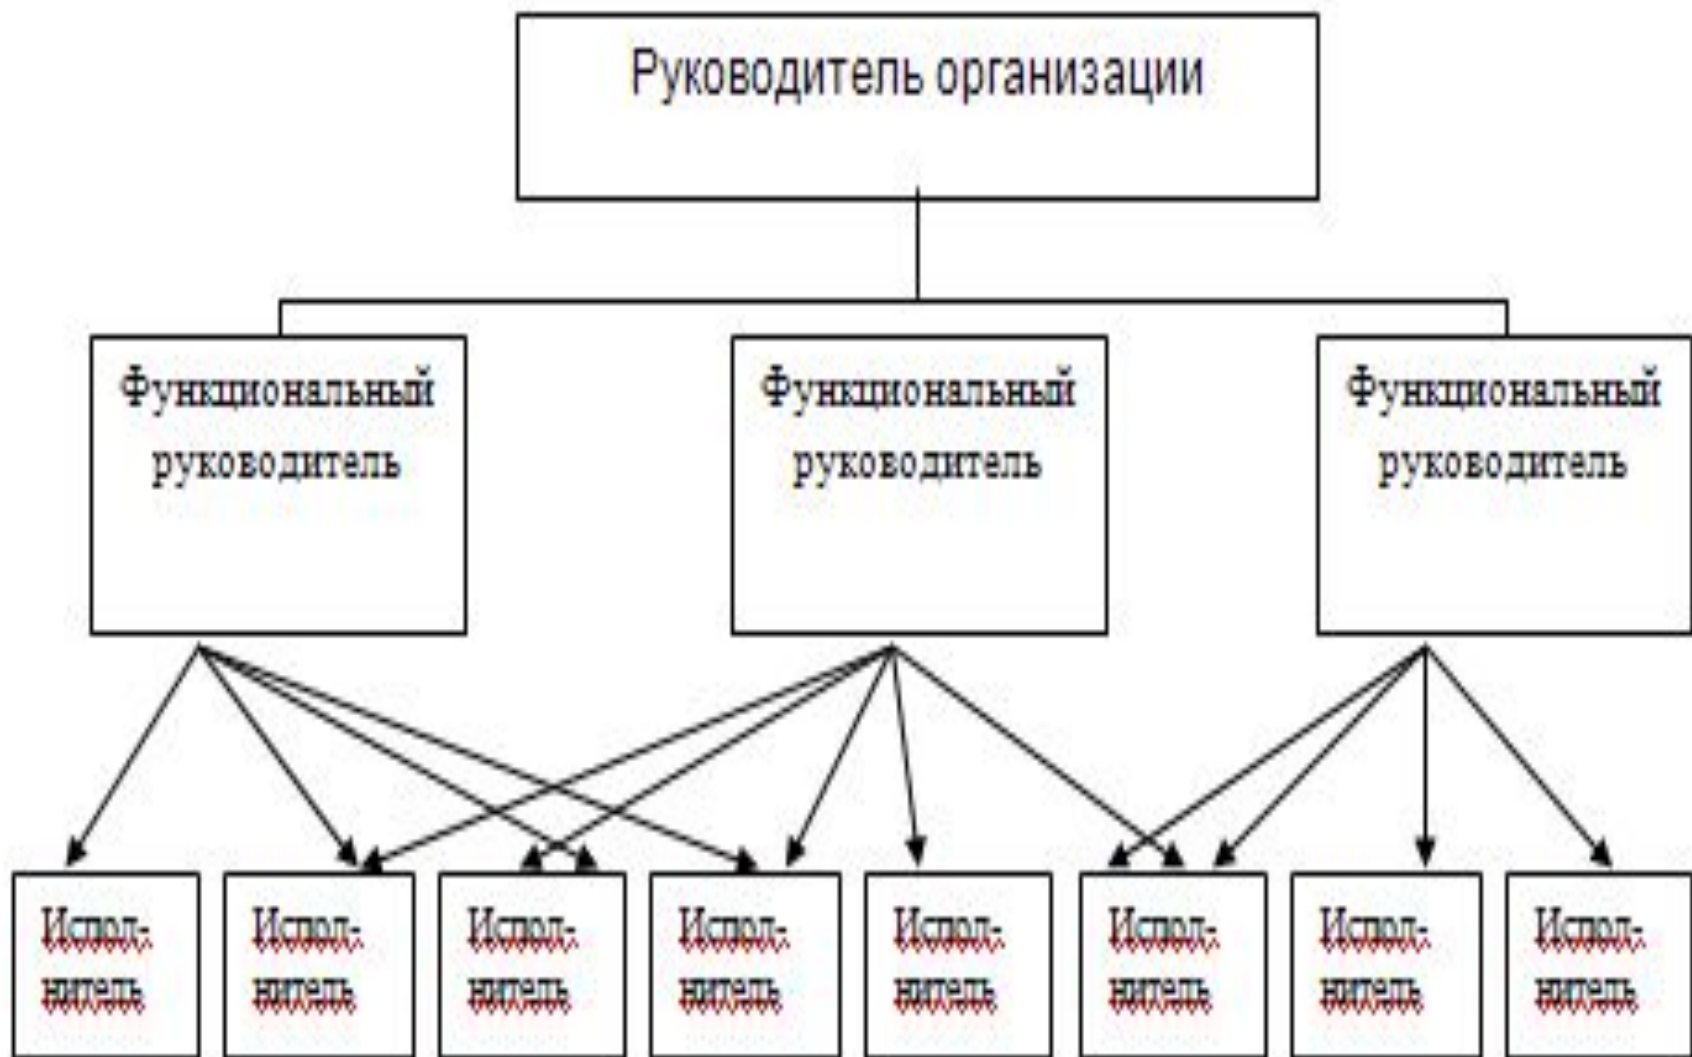 Руководитель организации
Функциональный
руководитель
Функциональный
руководитель
Функциональный
руководитель
Испол-
нитель
Испол-
нитель
Испол-
нитель
Испол-
нитель
Испол-
нитель
Испол-
нитель
Испол-
нитель
Испол-
нитель